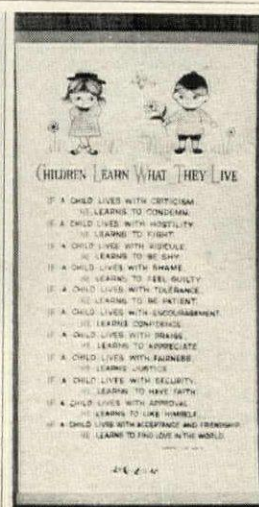 CHILDREN LEARN WHAT THEY LIVE
IF A CHILD LIVES WITH CRITICISM
HE LEARNS TO CONDEMN.
IF A CHILD LIVES WITH HOSTILITY
HE LEARNS TO FIGHT
IF A CHILD LIVES WITH RIDICULE
HE LEARNS TO BE SHY
IF A CHILD LIVES WITH SHAME
HE LEARNS TO FEEL GUILTY
IF A CHILD LIVES WITH TOLERANCE
HE LEARNS TO BE PATIENT
IF A CHILD LIVES WITH ENCOURAGEMENT
HE LEARNS CONFIDENCE
IF A CHILD LIVES WITH PRAISE
HE LEARNS TO APPRECIATE
IF A CHILD LIVES WITH FAIRNESS
HE LEARNS JUSTICE
IF A CHILD LIVES WITH SECURITY
HE LEARNS TO HAVE FAITH
IF A CHILD LIVES WITH APPROVAL
HE LEARNS TO LIKE HIMSELF
IF A CHILD LIVES WITH ACCEPTANCE AND FRIENDSHIP
HE LEARNS TO FIND LOVE IN THE WORLD